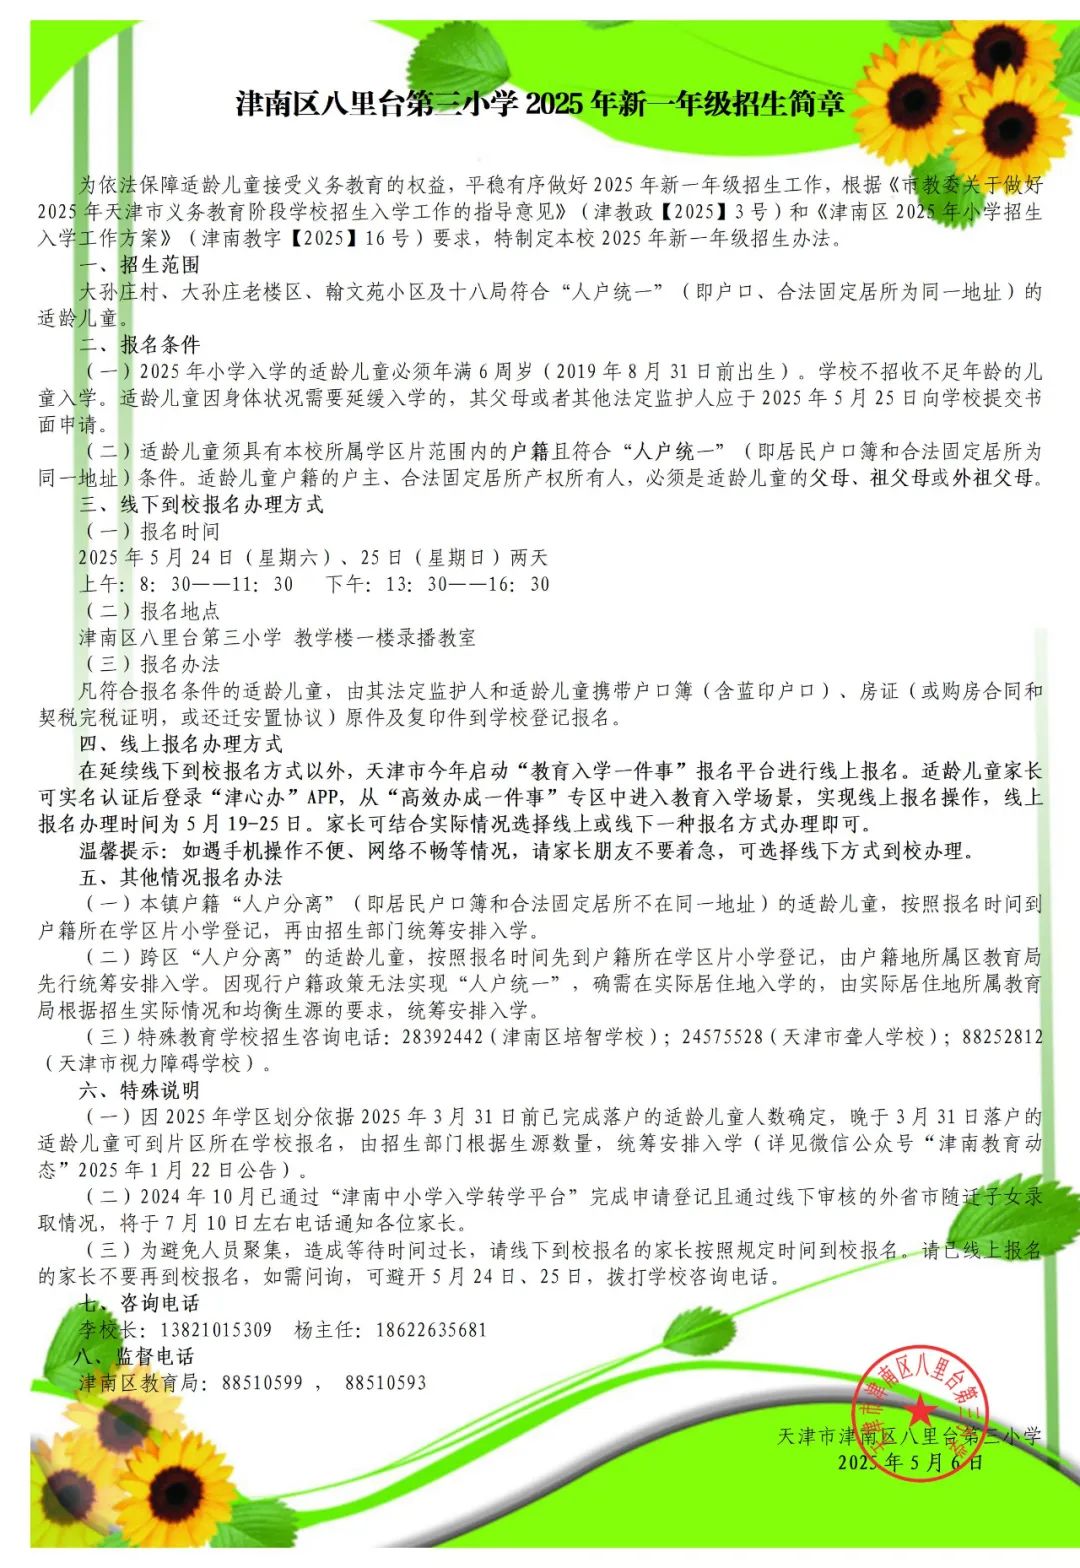 津南区八里台第三小学 2025 年新一年级招生简章
为依法保障适龄儿童接受义务教育的权益，平稳有序做好 2025 年新一年级招生工作，根据《市教委关于做好
2025 年天津市义务教育阶段学校招生入学工作的指导意见》（津教政【2025】3 号）和《津南区 2025 年小学招生
入学工作方案》（津南教字【2025】16 号）要求，特制定本校 2025 年新一年级招生办法。
一、招生范围
大孙庄村、大孙庄老楼区、翰文苑小区及十八局符合“人户统一”（即户口、合法固定居所为同一地址）的
适龄儿童。
二、报名条件
（一）2025 年小学入学的适龄儿童必须年满 6 周岁（2019 年 8 月 31 日前出生）。学校不招收不足年龄的儿
童入学。适龄儿童因身体状况需要延缓入学的，其父母或者其他法定监护人应于 2025 年 5 月 25 日向学校提交书
面申请。
（二）适龄儿童须具有本校所属学区片范围内的户籍且符合“人户统一”（即居民户口簿和合法固定居所为
同一地址）条件。适龄儿童户籍的户主、合法固定居所产权所有人，必须是适龄儿童的父母、祖父母或外祖父母。
三、线下到校报名办理方式
（一）报名时间
2025 年 5 月 24 日（星期六）、25 日（星期日）两天
上午：8：30——11：30 下午：13：30——16：30
（二）报名地点
津南区八里台第三小学 教学楼一楼录播教室
（三）报名办法
凡符合报名条件的适龄儿童，由其法定监护人和适龄儿童携带户口簿（含蓝印户口）、房证（或购房合同和
契税完税证明，或还迁安置协议）原件及复印件到学校登记报名。
四、线上报名办理方式
在延续线下到校报名方式以外，天津市今年启动“教育入学一件事”报名平台进行线上报名。适龄儿童家长
可实名认证后登录“津心办”APP，从“高效办成一件事”专区中进入教育入学场景，实现线上报名操作，线上
报名办理时间为 5 月 19-25 日。家长可结合实际情况选择线上或线下一种报名方式办理即可。
温馨提示：如遇手机操作不便、网络不畅等情况，请家长朋友不要着急，可选择线下方式到校办理。
五、其他情况报名办法
（一）本镇户籍“人户分离”（即居民户口簿和合法固定居所不在同一地址）的适龄儿童，按照报名时间到
户籍所在学区片小学登记，再由招生部门统筹安排入学。
（二）跨区“人户分离”的适龄儿童，按照报名时间先到户籍所在学区片小学登记，由户籍地所属区教育局
先行统筹安排入学。因现行户籍政策无法实现“人户统一”，确需在实际居住地入学的，由实际居住地所属教育
局根据招生实际情况和均衡生源的要求，统筹安排入学。
（三）特殊教育学校招生咨询电话：28392442（津南区培智学校）；24575528（天津市聋人学校）；88252812
（天津市视力障碍学校）。
六、特殊说明
（一）因 2025 年学区划分依据 2025 年 3 月 31 日前已完成落户的适龄儿童人数确定，晚于 3 月 31 日落户的
适龄儿童可到片区所在学校报名，由招生部门根据生源数量，统筹安排入学（详见微信公众号“津南教育动
态”2025 年 1 月 22 日公告）。
（二）2024 年 10 月已通过“津南中小学入学转学平台”完成申请登记且通过线下审核的外省市随迁子女录
取情况，将于 7 月 10 日左右电话通知各位家长。
（三）为避免人员聚集，造成等待时间过长，请线下到校报名的家长按照规定时间到校报名。请已线上报名
的家长不要再到校报名，如需问询，可避开 5 月 24 日、25 日，拨打学校咨询电话。
七、咨询电话
李校长：13821015309 杨主任：18622635681
八、监督电话
津南区教育局：88510599 ， 88510593
天津市津南区八里台第三小学
天津市津南区八里台第三小学
2025 年 5 月 6 日